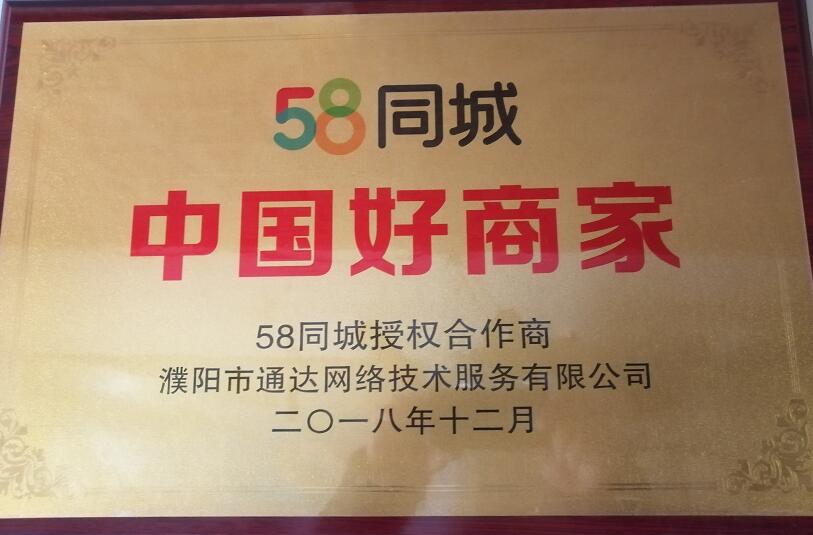 58同城
中国好商家
58同城授权合作商
濮阳市通达网络技术服务有限公司
二〇一八年十二月